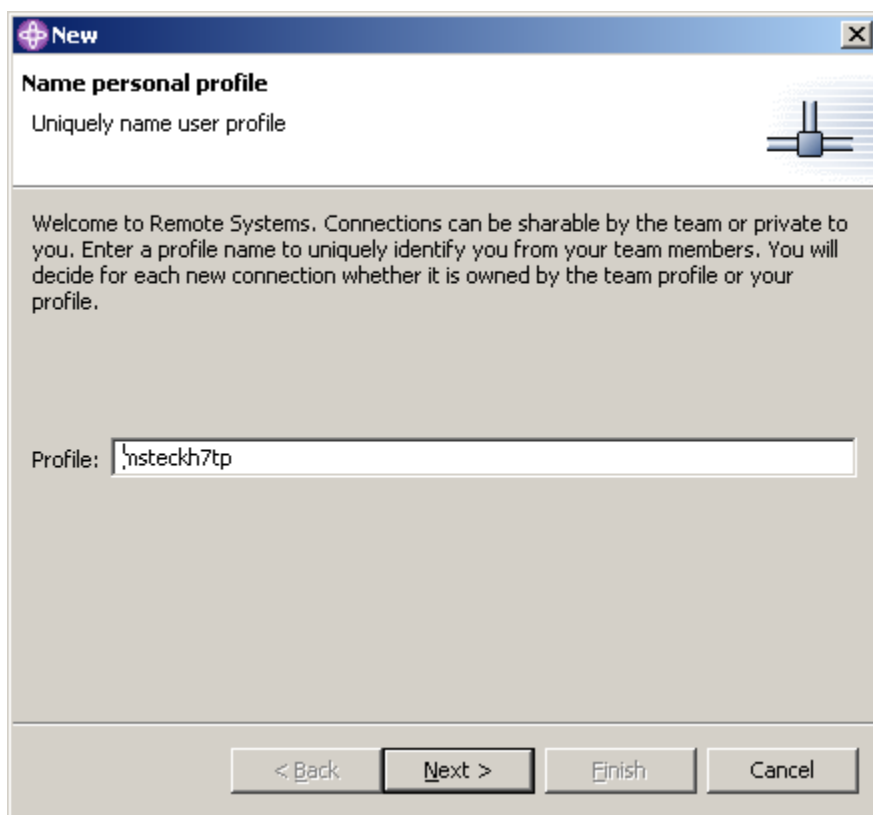 New
Name personal profile
Uniquely name user profile
Welcome to Remote Systems. Connections can be sharable by the team or private to
you. Enter a profile name to uniquely identify you from your team members. You will
decide for each new connection whether it is owned by the team profile or your
profile.
Profile:
< Back Next > Finish Cancel